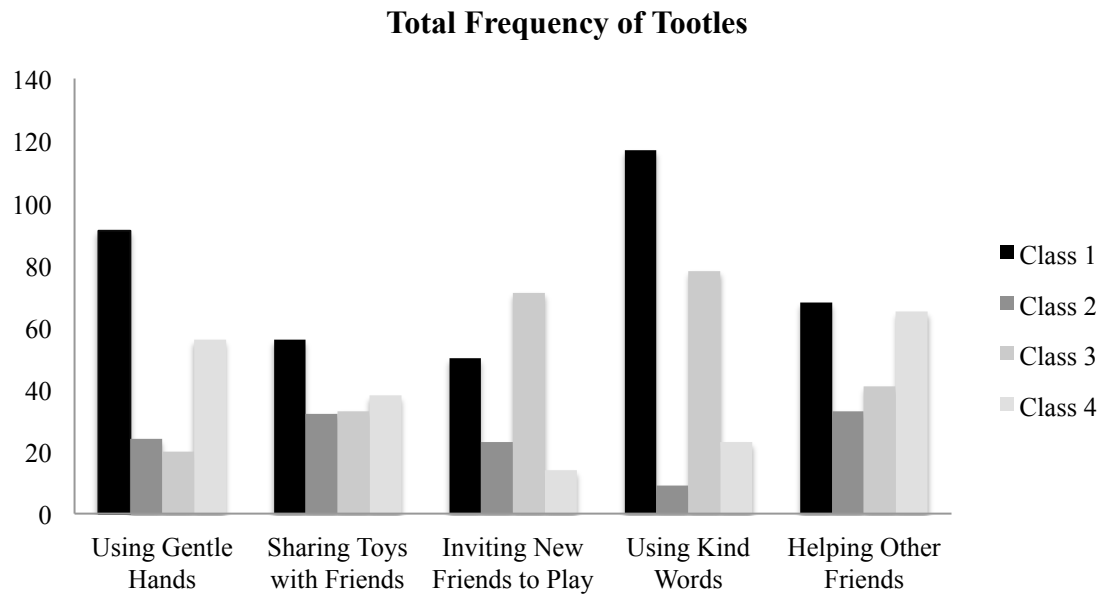 Total Frequency of Tootles
140
120
100
80
60
40
20
0
Using Gentle
Hands
Sharing Toys
with Friends
Inviting New
Friends to Play
Using Kind
Words
Helping Other
Friends
Class 1
Class 2
Class 3
Class 4